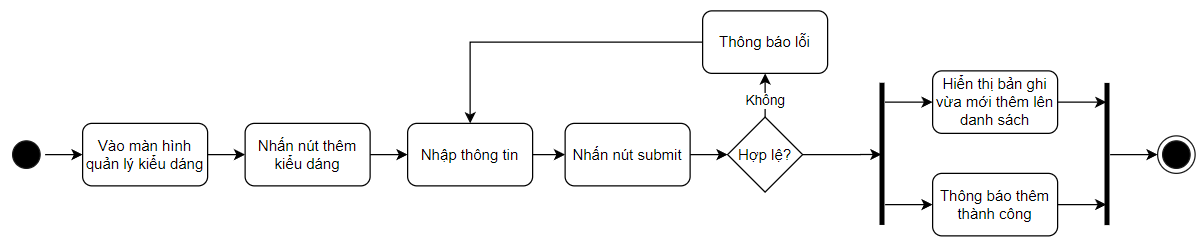 Vào màn hình
quản lý kiểu dáng
Nhấn nút thêm
kiểu dáng
Nhập thông tin
Nhấn nút submit
Hợp lệ?
Không
Thông báo lỗi
Hiển thị bản ghi
vừa mới thêm lên
danh sách
Thông báo thêm
thành công